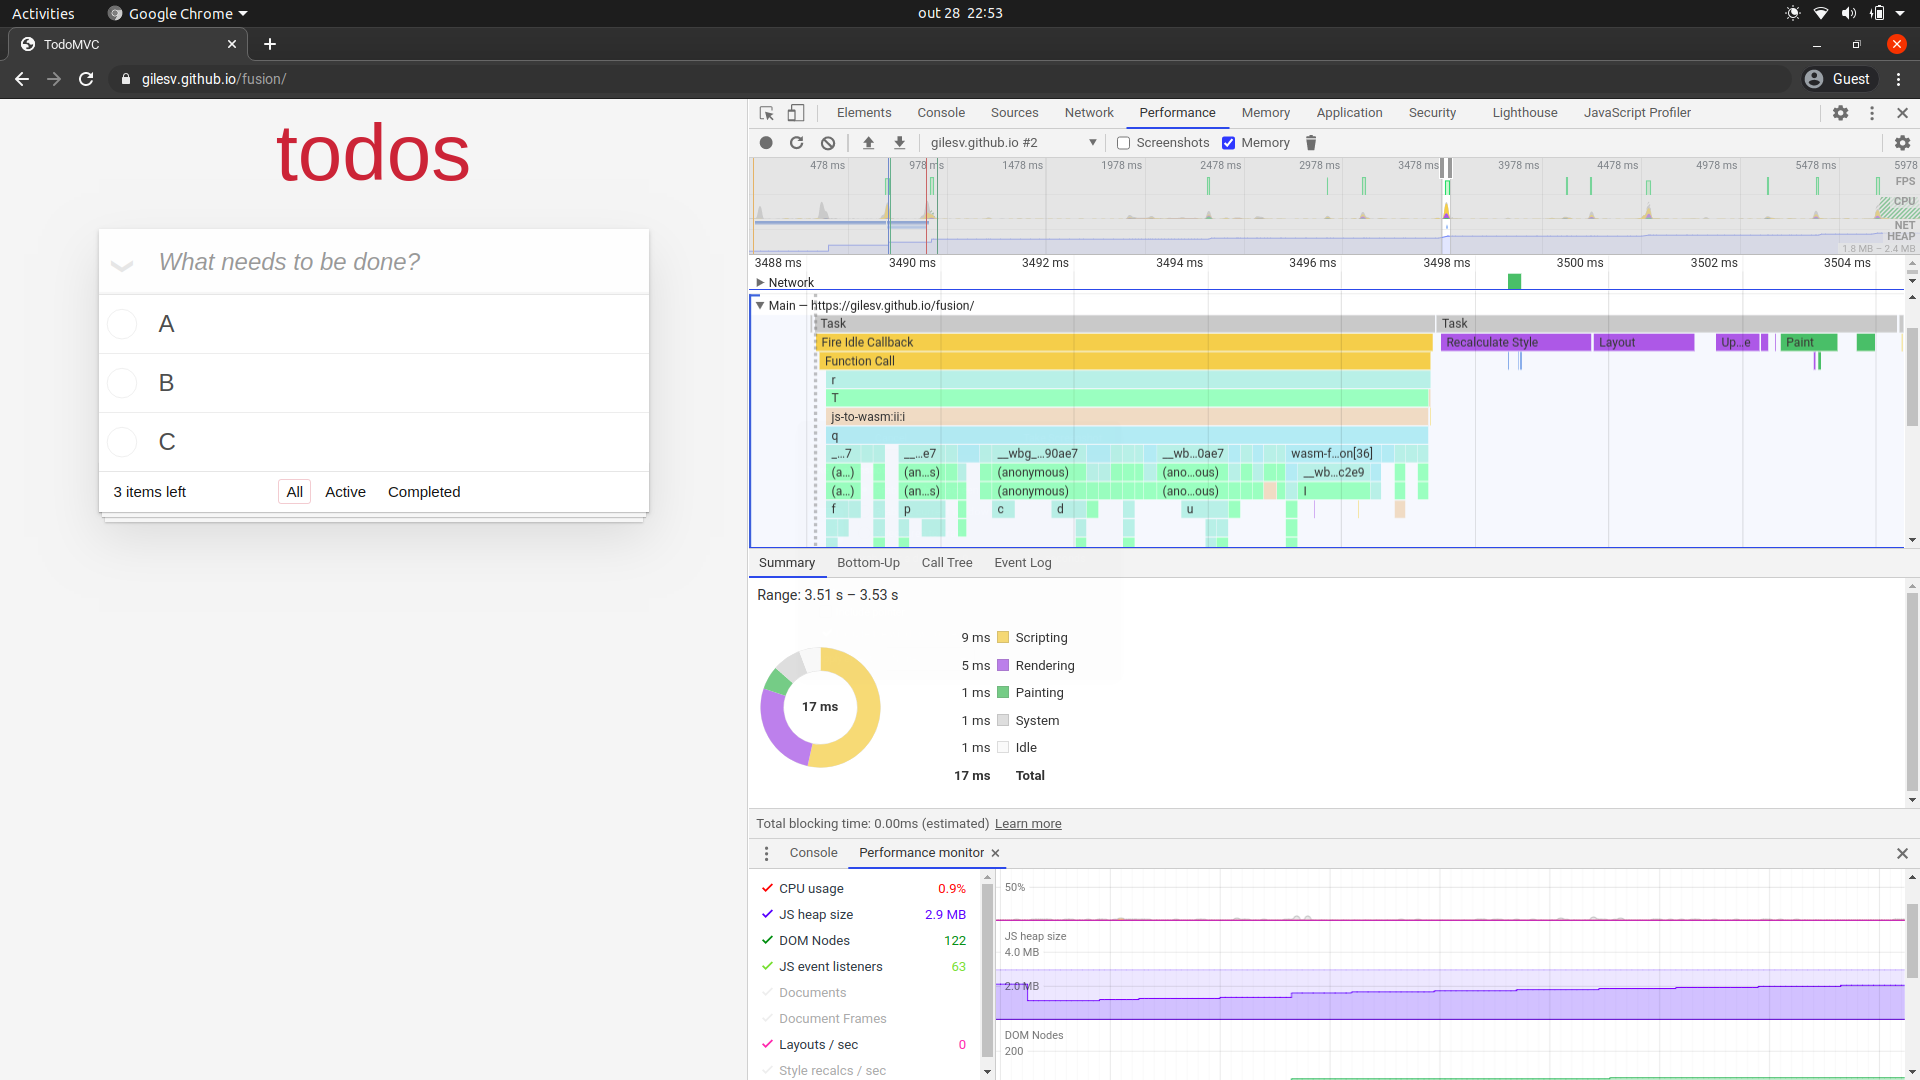 Activities Google Chrome out 28 22:53
TodoMVC
gilesv.github.io/fusion/ Guest
todos
What needs to be done?
A
B
C
3 items left All Active Completed
Elements Console Sources Network Performance Memory Application Security Lighthouse JavaScript Profiler
gilesv.github.io #2 Screenshots Memory
478 ms 978 ms 1478 ms 1978 ms 2478 ms 2978 ms 3478 ms 3978 ms 4478 ms 4978 ms 5478 ms 5978
FPS
CPU
NET
HEAP
1.8 MB – 2.4 MB
3488 ms 3490 ms 3492 ms 3494 ms 3496 ms 3498 ms 3500 ms 3502 ms 3504 ms
Network
Main — https://gilesv.github.io/fusion/
Task Task
Fire Idle Callback Recalculate Style Layout Up...e Paint
Function Call
r
T
js-to-wasm:ii:i
q
_...7 __...e7 __wbg_...90ae7 __wb...0ae7 wasm-f...on[36]
(a...) (an...s) (anonymous) (ano...ous) __wb...c2e9
(a...) (an...s) (anonymous) (ano...ous) l
f p c d u
Summary Bottom-Up Call Tree Event Log
Range: 3.51 s – 3.53 s
17 ms
9 ms Scripting
5 ms Rendering
1 ms Painting
1 ms System
1 ms Idle
17 ms Total
Total blocking time: 0.00ms (estimated) Learn more
Console Performance monitor
CPU usage 0.9%
JS heap size 2.9 MB
DOM Nodes 122
JS event listeners 63
Documents
Document Frames
Layouts / sec 0
Style recalcs / sec
50%
JS heap size
4.0 MB
2.0 MB
DOM Nodes
200